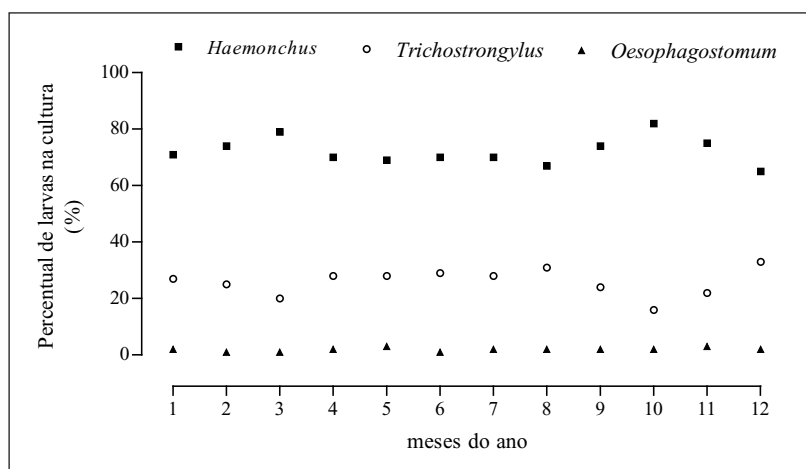 Haemonchus Trichostrongylus Oesophagostomum
100
80
60
40
20
0
Percentual de larvas na cultura
(%)
1 2 3 4 5 6 7 8 9 10 11 12
meses do ano